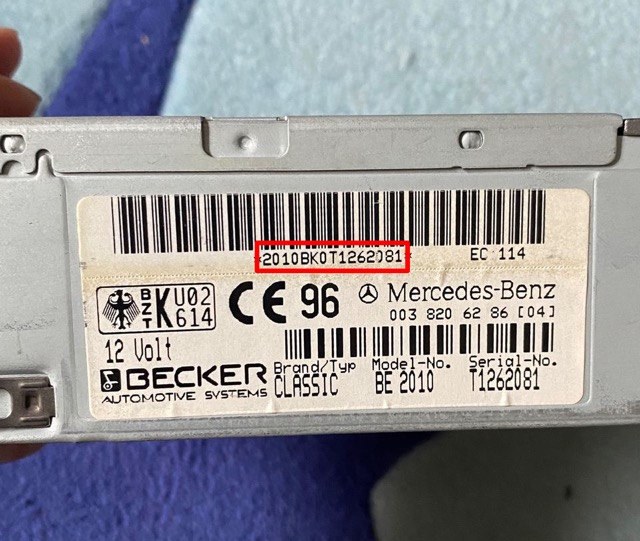 *2010BK0T1262081* EC 114
BZT K U02 614
CE 96 Mercedes-Benz
003 820 62 86 [04]
12 Volt
BECKER
AUTOMOTIVE SYSTEMS
Brand/Typ Model-No. Serial-No.
CLASSIC BE 2010 T1262081